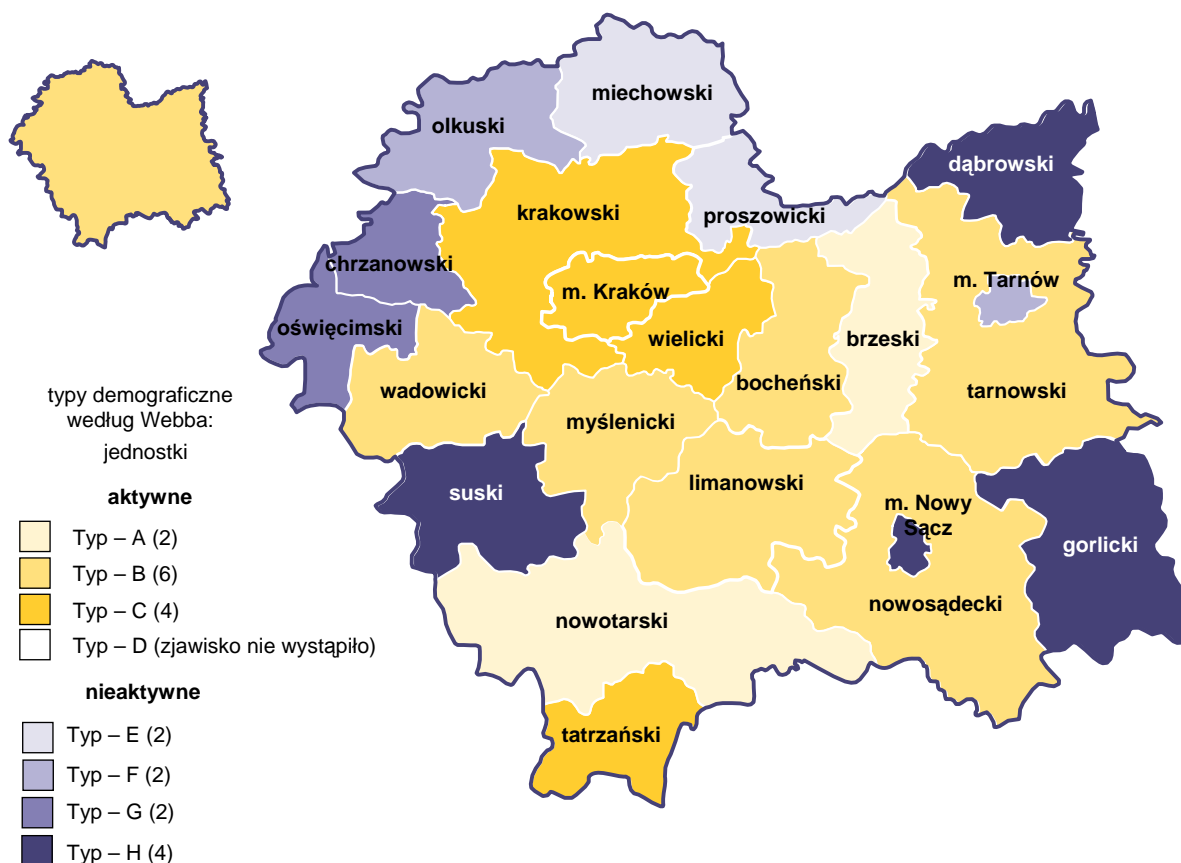 miechowski
olkuski
dąbrowski
krakowski
proszowicki
chrzanowski
m. Tarnów
m. Kraków
oświęcimski
wielicki
brzeski
bocheński
wadowicki
tarnowski
myślenicki
limanowski
suski
m. Nowy
Sącz
gorlicki
nowosądecki
nowotarski
tatrzański
typy demograficzne
według Webba:
jednostki
aktywne
Typ – A (2)
Typ – B (6)
Typ – C (4)
Typ – D (zjawisko nie wystąpiło)
nieaktywne
Typ – E (2)
Typ – F (2)
Typ – G (2)
Typ – H (4)